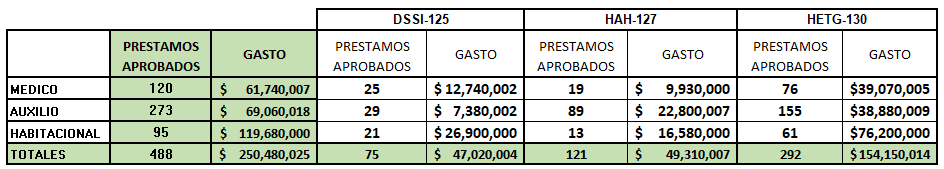 DSSI-125 HAH-127 HETG-130
PRESTAMOS APROBADOS GASTO PRESTAMOS APROBADOS GASTO PRESTAMOS APROBADOS GASTO PRESTAMOS APROBADOS GASTO
MEDICO 120 $ 61,740,007 25 $ 12,740,002 19 $ 9,930,000 76 $39,070,005
AUXILIO 273 $ 69,060,018 29 $ 7,380,002 89 $ 22,800,007 155 $38,880,009
HABITACIONAL 95 $ 119,680,000 21 $ 26,900,000 13 $ 16,580,000 61 $76,200,000
TOTALES 488 $ 250,480,025 75 $ 47,020,004 121 $ 49,310,007 292 $154,150,014